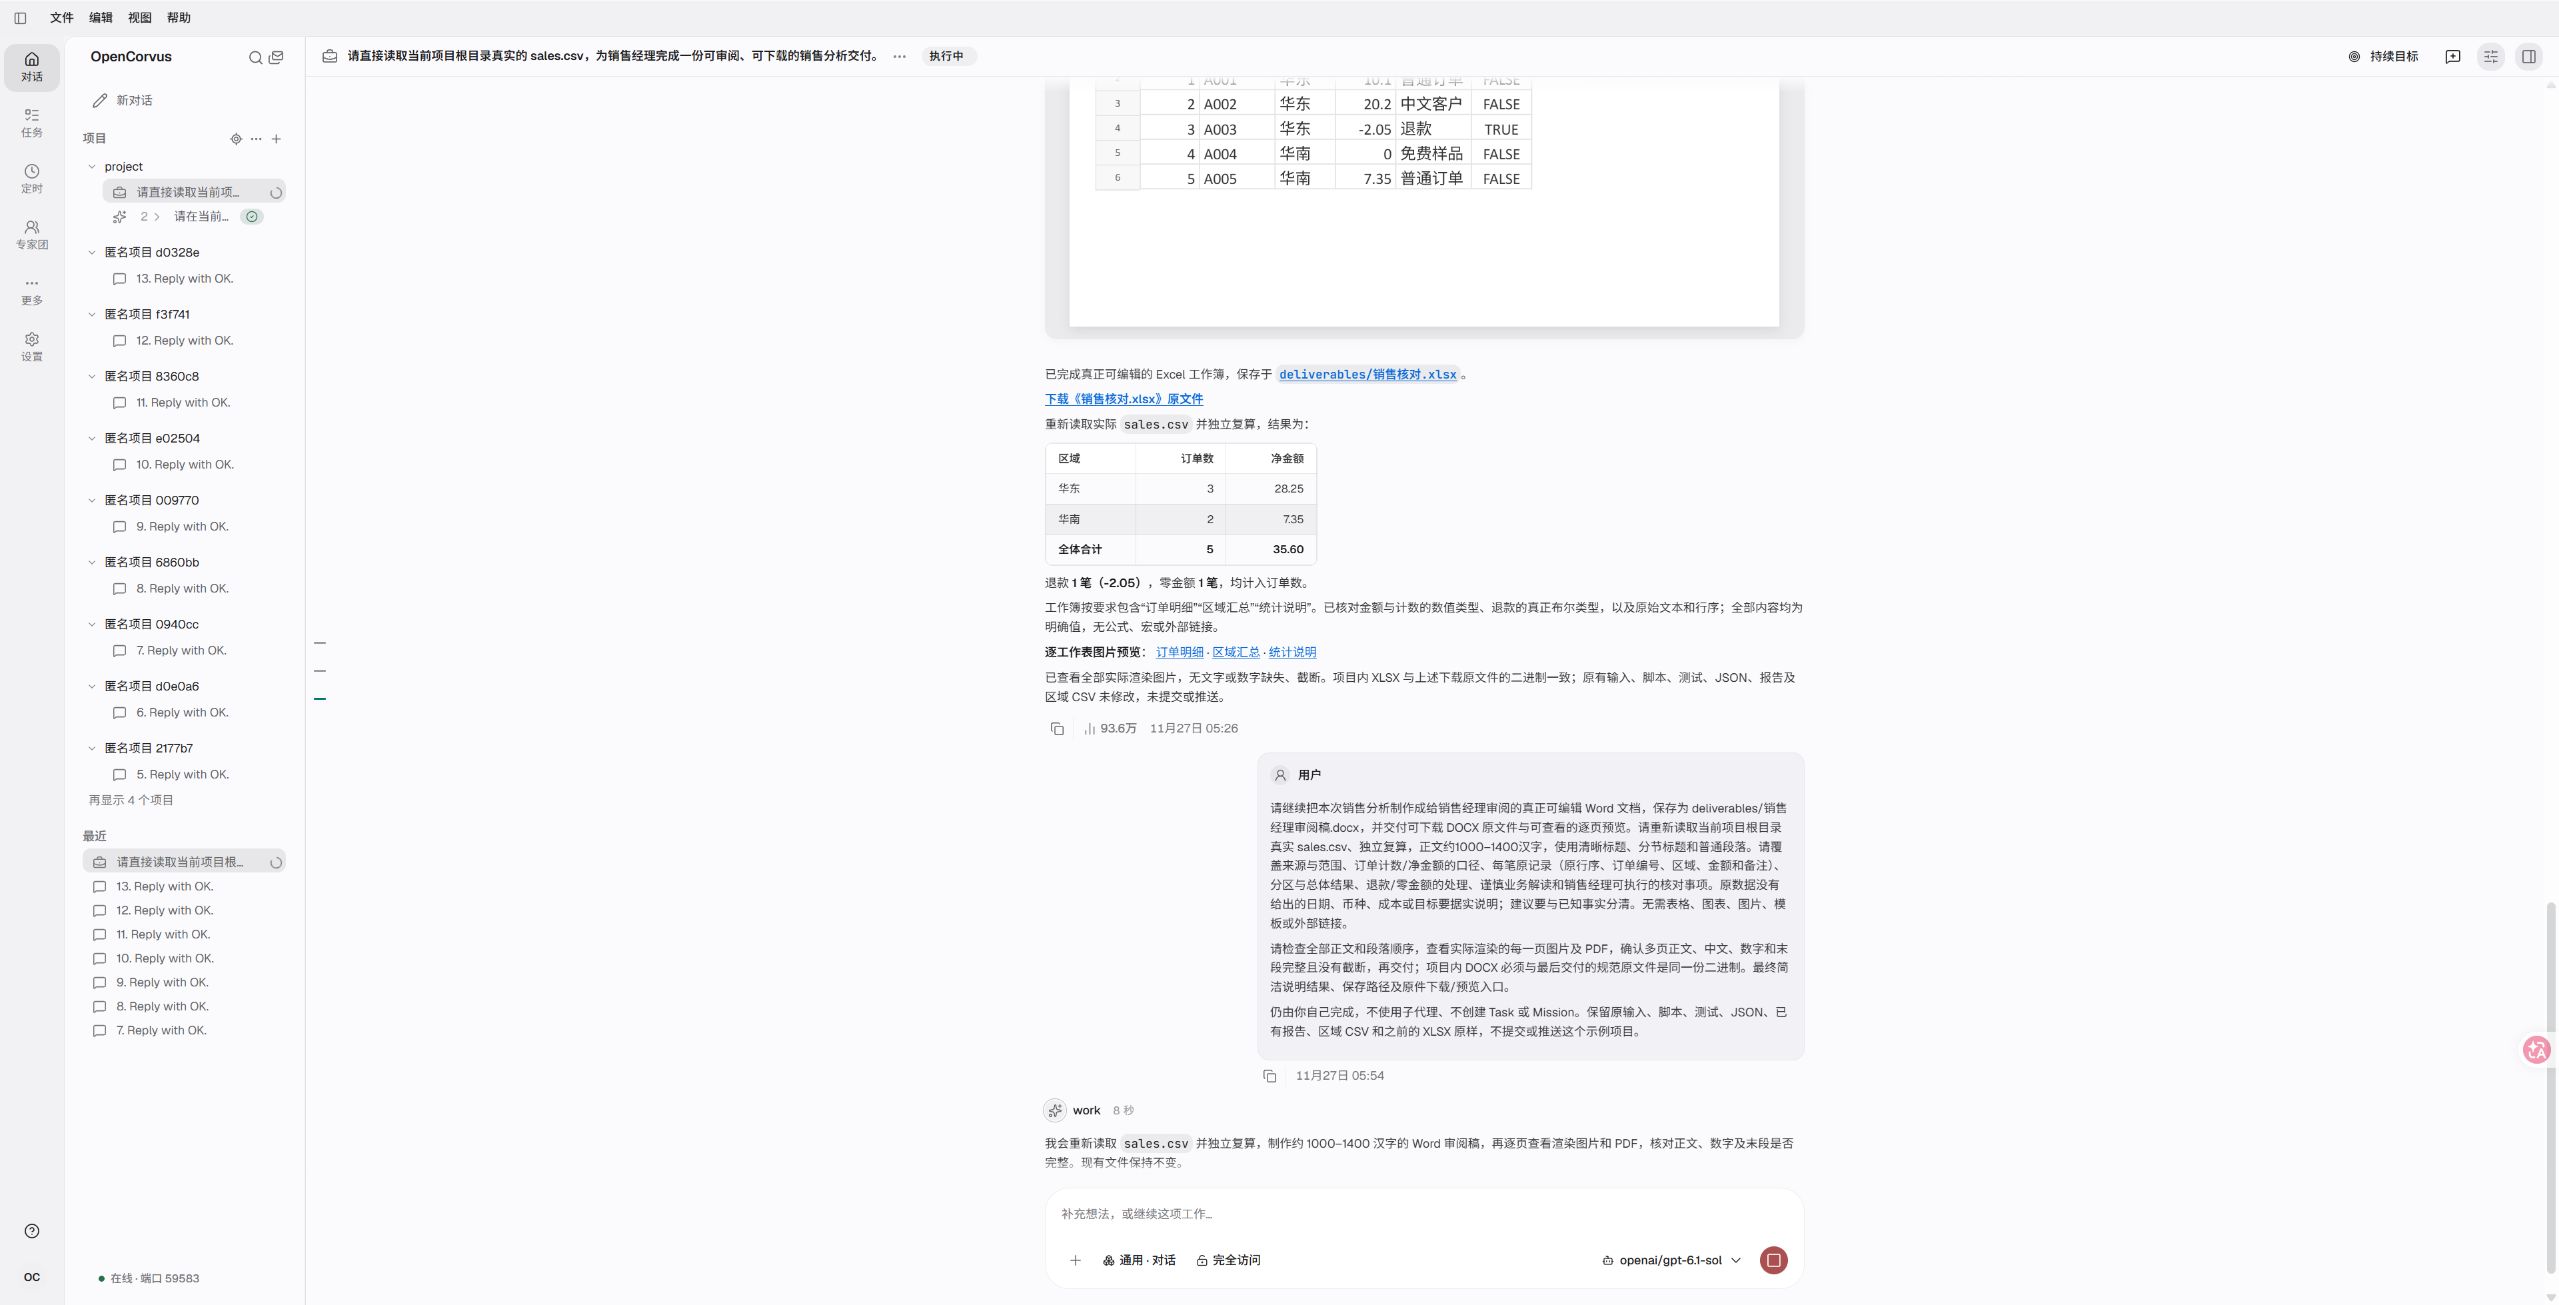 文件 编辑 视图 帮助
对话
任务
定时
专家团
更多
设置
OC
OpenCorvus
新对话
项目
project
请直接读取当前项...
2 请在当前...
匿名项目 d0328e
13. Reply with OK.
匿名项目 f3f741
12. Reply with OK.
匿名项目 8360c8
11. Reply with OK.
匿名项目 e02504
10. Reply with OK.
匿名项目 009770
9. Reply with OK.
匿名项目 6860bb
8. Reply with OK.
匿名项目 0940cc
7. Reply with OK.
匿名项目 d0e0a6
6. Reply with OK.
匿名项目 2177b7
5. Reply with OK.
再显示 4 个项目
最近
请直接读取当前项目根...
13. Reply with OK.
12. Reply with OK.
11. Reply with OK.
10. Reply with OK.
9. Reply with OK.
8. Reply with OK.
7. Reply with OK.
在线 · 端口 59583
请直接读取当前项目根目录真实的 sales.csv，为销售经理完成一份可审阅、可下载的销售分析交付。 ... 执行中
持续目标
1 A001 华东 10.1 普通订单 FALSE
3 2 A002 华东 20.2 中文客户 FALSE
4 3 A003 华东 -2.05 退款 TRUE
5 4 A004 华南 0 免费样品 FALSE
6 5 A005 华南 7.35 普通订单 FALSE
已完成真正可编辑的 Excel 工作簿，保存于 deliverables/销售核对.xlsx。
下载《销售核对.xlsx》原文件
重新读取实际 sales.csv 并独立复算，结果为：
区域 订单数 净金额
华东 3 28.25
华南 2 7.35
全体合计 5 35.60
退款 1 笔（-2.05），零金额 1 笔，均计入订单数。
工作簿按要求包含“订单明细”“区域汇总”“统计说明”。已核对金额与计数的数值类型、退款的真正布尔类型，以及原始文本和行序；全部内容均为
明确值，无公式、宏或外部链接。
逐工作表图片预览： 订单明细 · 区域汇总 · 统计说明
已查看全部实际渲染图片，无文字或数字缺失、截断。项目内 XLSX 与上述下载原文件的二进制一致；原有输入、脚本、测试、JSON、报告及
区域 CSV 未修改，未提交或推送。
93.6万 11月27日 05:26
用户
请继续把本次销售分析制作成给销售经理审阅的真正可编辑 Word 文档，保存为 deliverables/销售
经理审阅稿.docx，并交付可下载 DOCX 原文件与可查看的逐页预览。请重新读取当前项目根目录
真实 sales.csv、独立复算，正文约1000–1400汉字，使用清晰标题、分节标题和普通段落。请覆
盖来源与范围、订单计数/净金额的口径、每笔原记录（原行序、订单编号、区域、金额和备注）、
分区与总体结果、退款/零金额的处理、谨慎业务解读和销售经理可执行的核对事项。原数据没有
给出的日期、币种、成本或目标要据实说明；建议要与已知事实分清。无需表格、图表、图片、模
板或外部链接。
请检查全部正文和段落顺序，查看实际渲染的每一页图片及 PDF，确认多页正文、中文、数字和末
段完整且没有截断，再交付；项目内 DOCX 必须与最后交付的规范原文件是同一份二进制。最终简
洁说明结果、保存路径及原件下载/预览入口。
仍由你自己完成，不使用子代理、不创建 Task 或 Mission。保留原输入、脚本、测试、JSON、已
有报告、区域 CSV 和之前的 XLSX 原样，不提交或推送这个示例项目。
11月27日 05:54
work 8 秒
我会重新读取 sales.csv 并独立复算，制作约 1000–1400 汉字的 Word 审阅稿，再逐页查看渲染图片和 PDF，核对正文、数字及末段是否
完整。现有文件保持不变。
补充想法，或继续这项工作...
通用 · 对话 完全访问 openai/gpt-6.1-sol